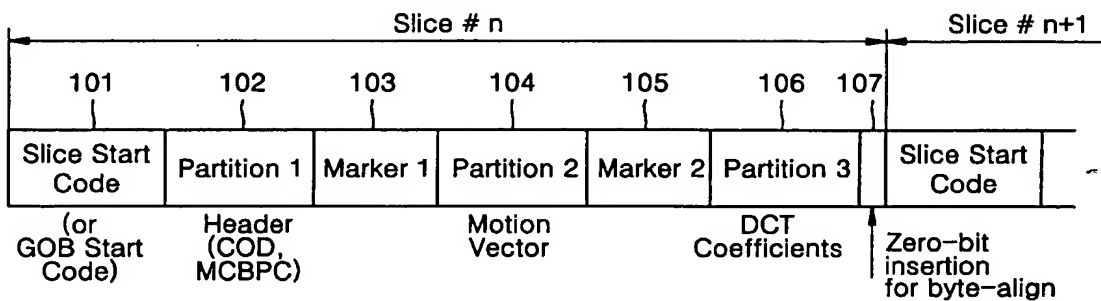 Slice # n
Slice # n+1
101
102
103
104
105
106
107
Slice Start
Code
Partition 1
Marker 1
Partition 2
Marker 2
Partition 3
Slice Start
Code
(or
GOB Start
Code)
Header
(COD,
MCBPC)
Motion
Vector
DCT
Coefficients
Zero-bit
insertion
for byte-align